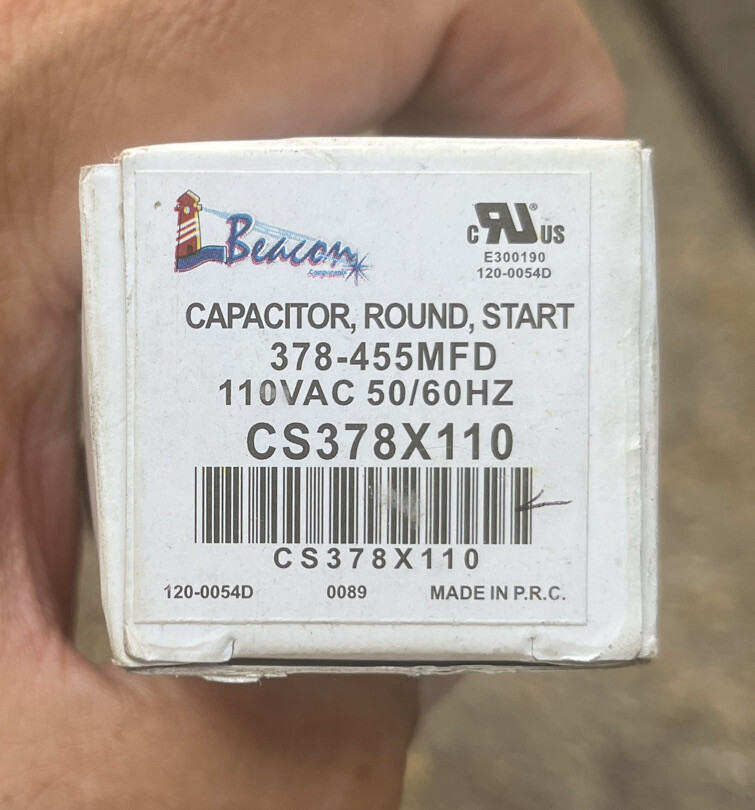 Beacon
c RU ® US
E300190
120-0054D
CAPACITOR, ROUND, START
378-455MFD
110VAC 50/60HZ
CS378X110
CS378X110
120-0054D 0089 MADE IN P.R.C.